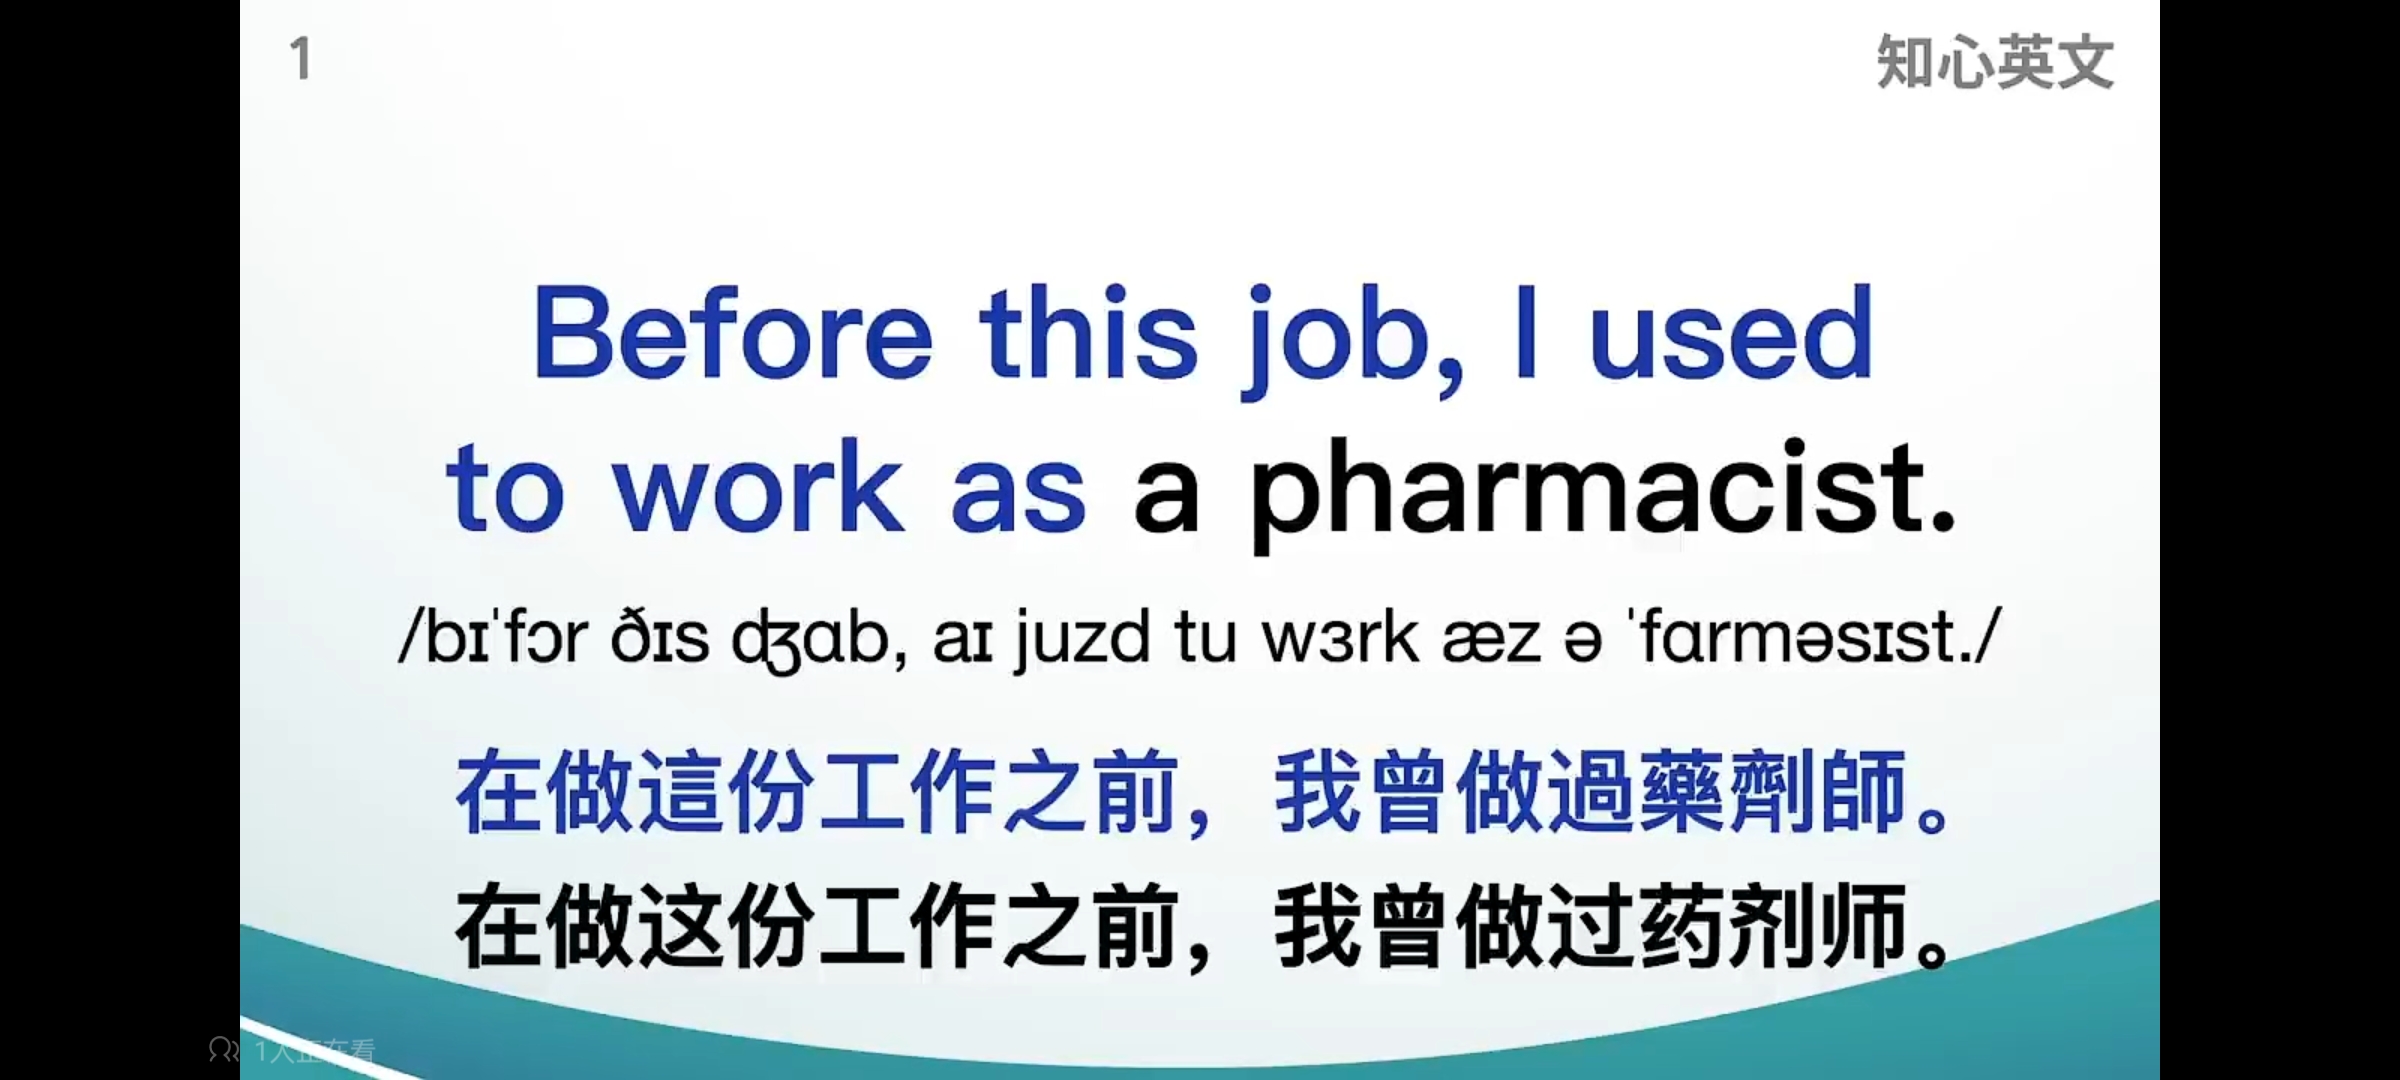 1
知心英文
Before this job, I used
to work as a pharmacist.
/bɪˈfɔr ðɪs ʤɑb, aɪ juzd tu wɜrk æz ə ˈfɑrməsɪst./
在做這份工作之前，我曾做過藥劑師。
在做这份工作之前，我曾做过药剂师。
1人正在看